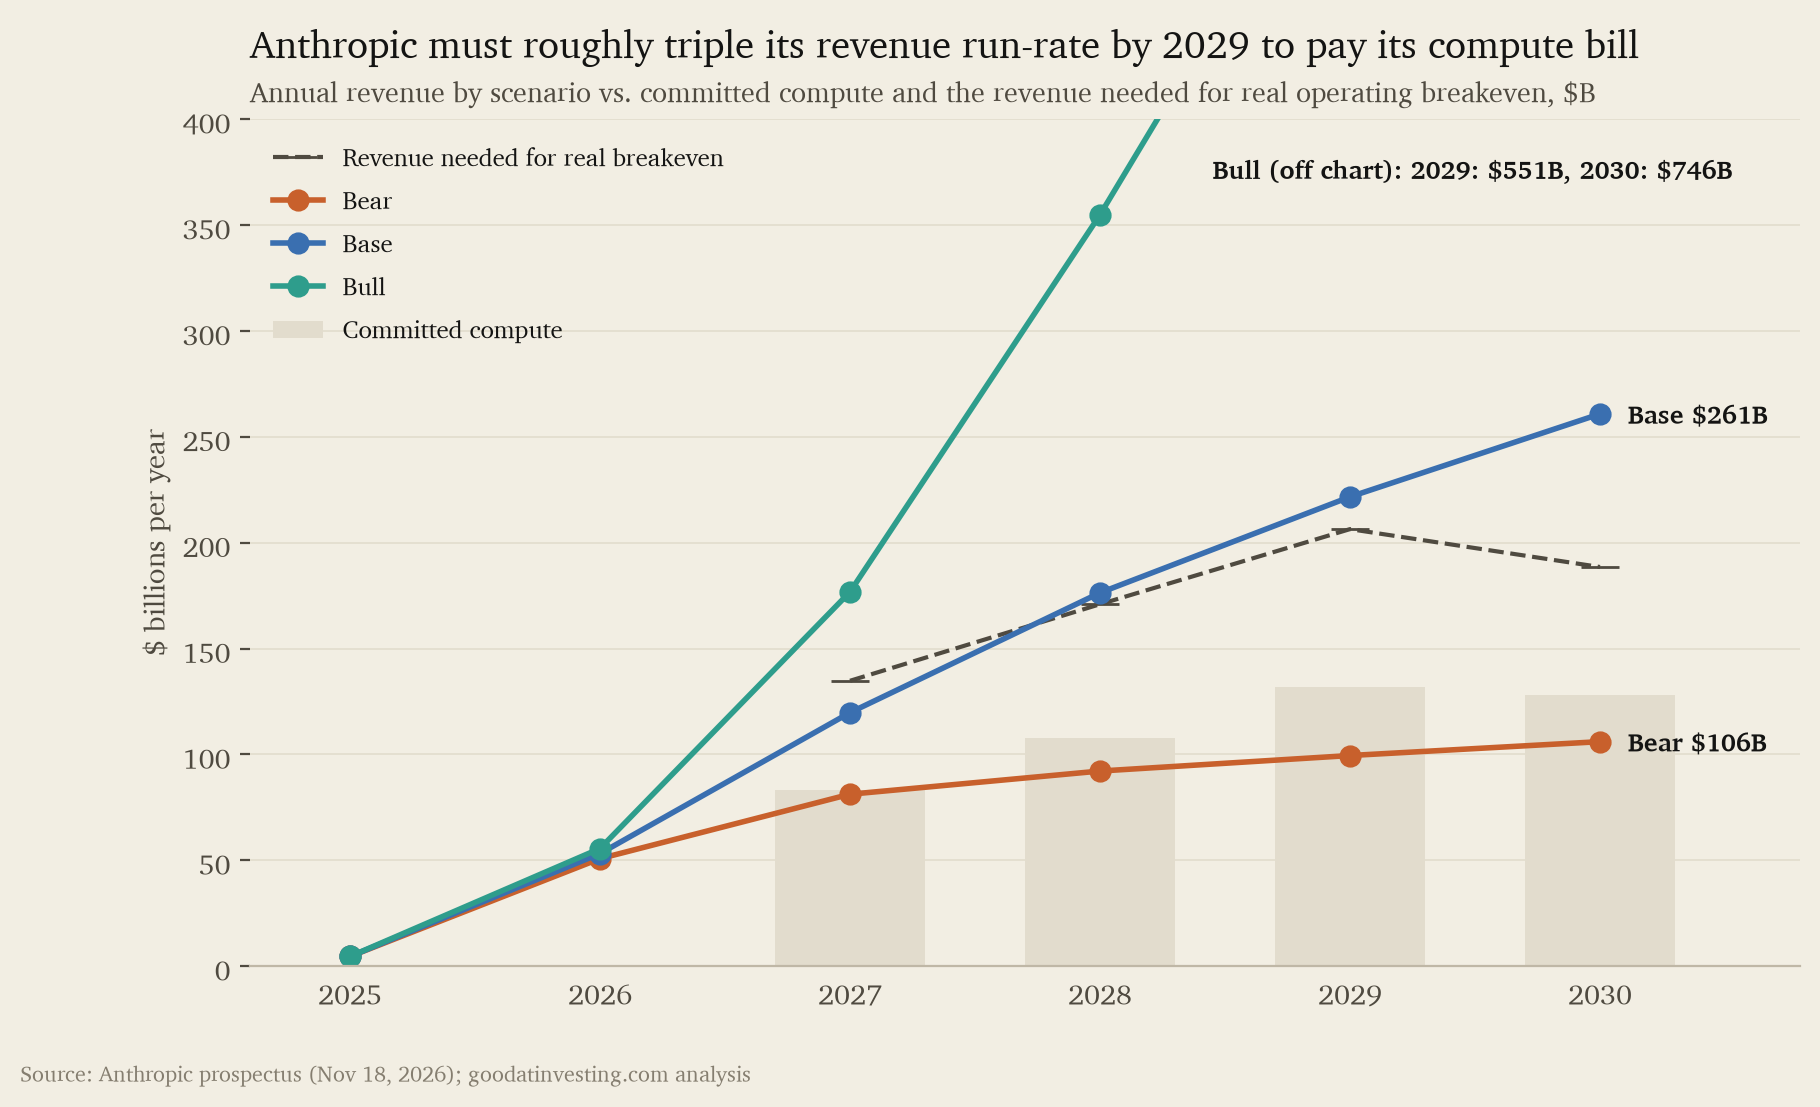 Anthropic must roughly triple its revenue run-rate by 2029 to pay its compute bill
Annual revenue by scenario vs. committed compute and the revenue needed for real operating breakeven, $B
400
350
300
250
200
150
100
50
0
$ billions per year
Revenue needed for real breakeven
Bear
Base
Bull
Committed compute
Bull (off chart): 2029: $551B, 2030: $746B
Base $261B
Bear $106B
2025 2026 2027 2028 2029 2030
Source: Anthropic prospectus (Nov 18, 2026); goodatinvesting.com analysis